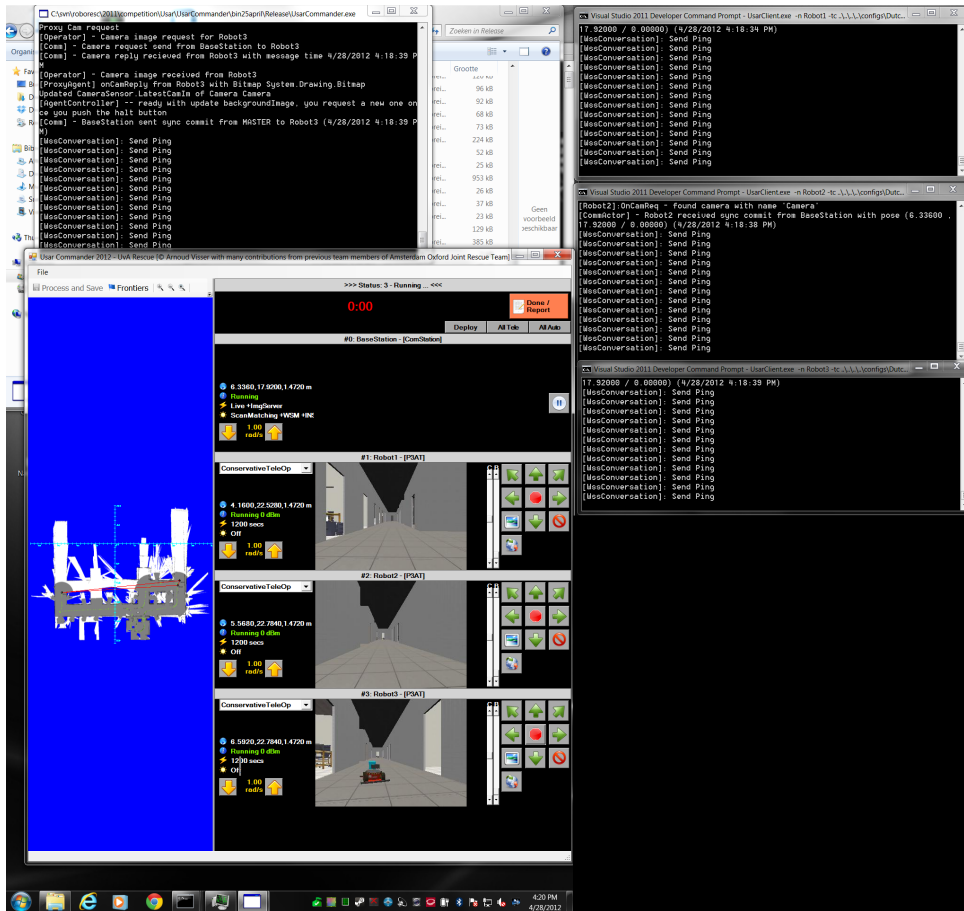 C:\svn\roboresc\2011\competition\Usar\UsarCommander\bin25april\Release\UsarCommander.exe
Proxy Cam request
[Operator] - Camera image request for Robot3
[Comm] - Camera request send from BaseStation to Robot3
[Comm] - Camera reply recieved from Robot3 with message time 4/28/2012 4:18:39 P
M
[Operator] - Camera image received from Robot3
[ProxyAgent] onCamReply from Robot3 with Bitmap System.Drawing.Bitmap
Updated CameraSensor.LatestCamIm of Camera Camera
[AgentController] -- ready with update backgroundImage, you request a new one on
ce you push the halt button
[Comm] - BaseStation sent sync commit from MASTER to Robot3 (4/28/2012 4:18:39 P
M)
[WssConversation]: Send Ping
[WssConversation]: Send Ping
[WssConversation]: Send Ping
[WssConversation]: Send Ping
[WssConversation]: Send Ping
[WssConversation]: Send Ping
[WssConversation]: Send Ping
[WssConversation]: Send Ping
[WssConversation]: Send Ping
[WssConversation]: Send Ping
[WssConversation]: Send Ping
[WssConversation]: Send Ping
Zoeken in Release
Organi
Fav
Bib
Thu
Grootte
96 kB
92 kB
68 kB
73 kB
224 kB
52 kB
25 kB
953 kB
26 kB
37 kB
23 kB
129 kB
385 kB
Geen
voorbeeld
beschikbaar
Visual Studio 2011 Developer Command Prompt - UsarClient.exe -n Robot1 -tc .\,\,\,\configs\Dutc...
17.92000 / 0.00000) (4/28/2012 4:18:34 PM)
[WssConversation]: Send Ping
[WssConversation]: Send Ping
[WssConversation]: Send Ping
[WssConversation]: Send Ping
[WssConversation]: Send Ping
[WssConversation]: Send Ping
[WssConversation]: Send Ping
[WssConversation]: Send Ping
[WssConversation]: Send Ping
[WssConversation]: Send Ping
[WssConversation]: Send Ping
[WssConversation]: Send Ping
[WssConversation]: Send Ping
[WssConversation]: Send Ping
Visual Studio 2011 Developer Command Prompt - UsarClient.exe -n Robot2 -tc .\,\,\,\configs\Dutc...
[Robot2]:OnCamReq - found camera with name 'Camera'
[CommActor] - Robot2 received sync commit from BaseStation with pose (6.33600 ,
17.92000 / 0.00000) (4/28/2012 4:18:38 PM)
[WssConversation]: Send Ping
[WssConversation]: Send Ping
[WssConversation]: Send Ping
[WssConversation]: Send Ping
[WssConversation]: Send Ping
[WssConversation]: Send Ping
[WssConversation]: Send Ping
[WssConversation]: Send Ping
[WssConversation]: Send Ping
[WssConversation]: Send Ping
[WssConversation]: Send Ping
[WssConversation]: Send Ping
[WssConversation]: Send Ping
Visual Studio 2011 Developer Command Prompt - UsarClient.exe -n Robot3 -tc .\,\,\,\configs\Dutc...
17.92000 / 0.00000) (4/28/2012 4:18:39 PM)
[WssConversation]: Send Ping
[WssConversation]: Send Ping
[WssConversation]: Send Ping
[WssConversation]: Send Ping
[WssConversation]: Send Ping
[WssConversation]: Send Ping
[WssConversation]: Send Ping
[WssConversation]: Send Ping
[WssConversation]: Send Ping
[WssConversation]: Send Ping
[WssConversation]: Send Ping
[WssConversation]: Send Ping
Usar Commander 2012 - UvA Rescue [© Arnoud Visser with many contributions from previous team members of Amsterdam Oxford Joint Rescue Team]
File
Process and Save Frontiers
>>> Status: 3 - Running ... <<<
0:00
Done /
Report
Deploy All Tele All Auto
#0: BaseStation - [ComStation]
6.3360,17.9200,1.4720 m
Running
Live +ImgServer
ScanMatching +WSM +INS
1.00
rad/s
#1: Robot1 - [P3AT]
ConservativeTeleOp
C B
4.1600,22.5280,1.4720 m
Running 0 dBm
1200 secs
Off
1.00
rad/s
#2: Robot2 - [P3AT]
ConservativeTeleOp
C B
5.5680,22.7840,1.4720 m
Running 0 dBm
1200 secs
Off
1.00
rad/s
#3: Robot3 - [P3AT]
ConservativeTeleOp
C B
6.5920,22.7840,1.4720 m
Running 0 dBm
1200 secs
Off
1.00
rad/s
4:20 PM
4/28/2012